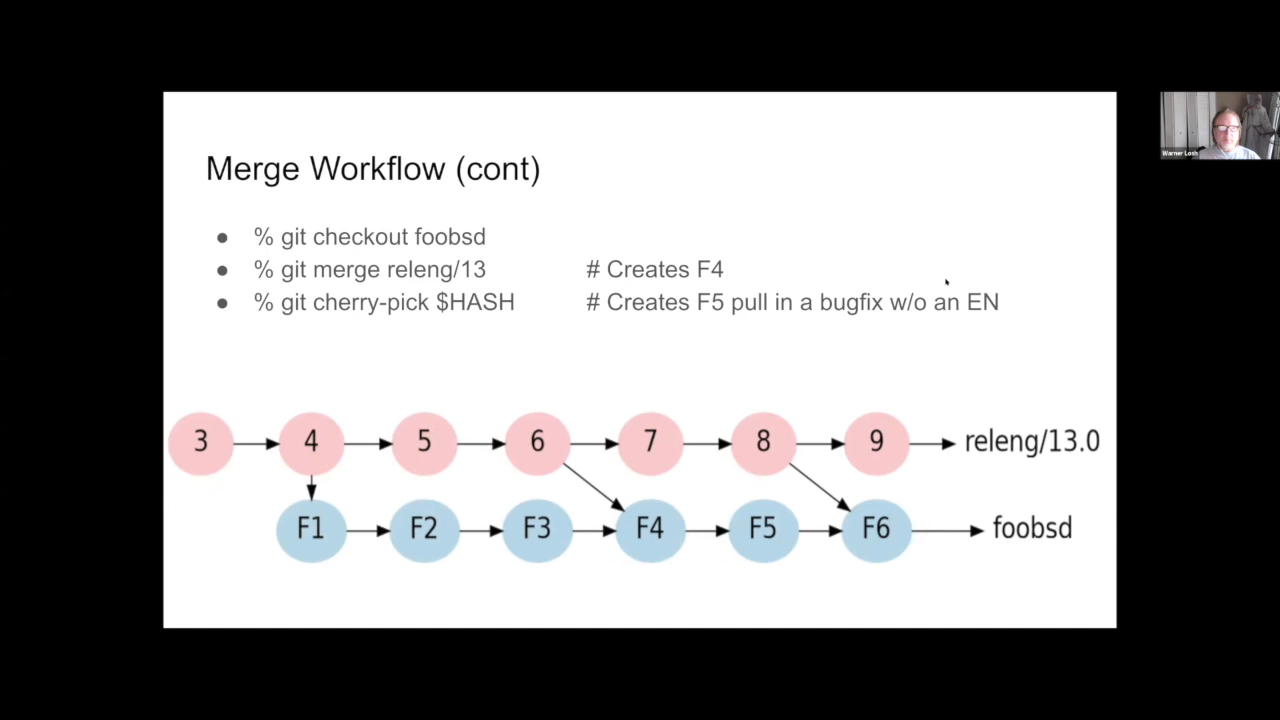 Merge Workflow (cont)
● % git checkout foobsd
● % git merge releng/13 # Creates F4
● % git cherry-pick $HASH # Creates F5 pull in a bugfix w/o an EN
3 4 5 6 7 8 9 releng/13.0
F1 F2 F3 F4 F5 F6 foobsd
Warner Losh